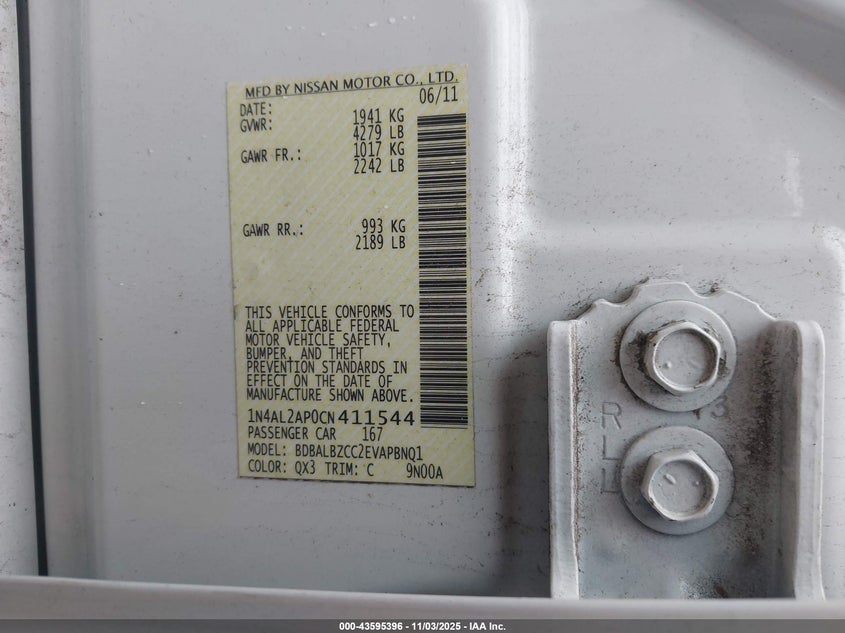 MFD BY NISSAN MOTOR CO., LTD.
DATE: 06/11
GVWR: 1941 KG
4279 LB
GAWR FR.: 1017 KG
2242 LB
GAWR RR.: 993 KG
2189 LB
THIS VEHICLE CONFORMS TO
ALL APPLICABLE FEDERAL
MOTOR VEHICLE SAFETY,
BUMPER, AND THEFT
PREVENTION STANDARDS IN
EFFECT ON THE DATE OF
MANUFACTURE SHOWN ABOVE.
1N4AL2AP0CN411544
PASSENGER CAR 167
MODEL: BDBALBZCC2EVAPBNQ1
COLOR: QX3 TRIM: C 9N00A
R
L
000-43595396 - 11/03/2025 - IAA Inc.